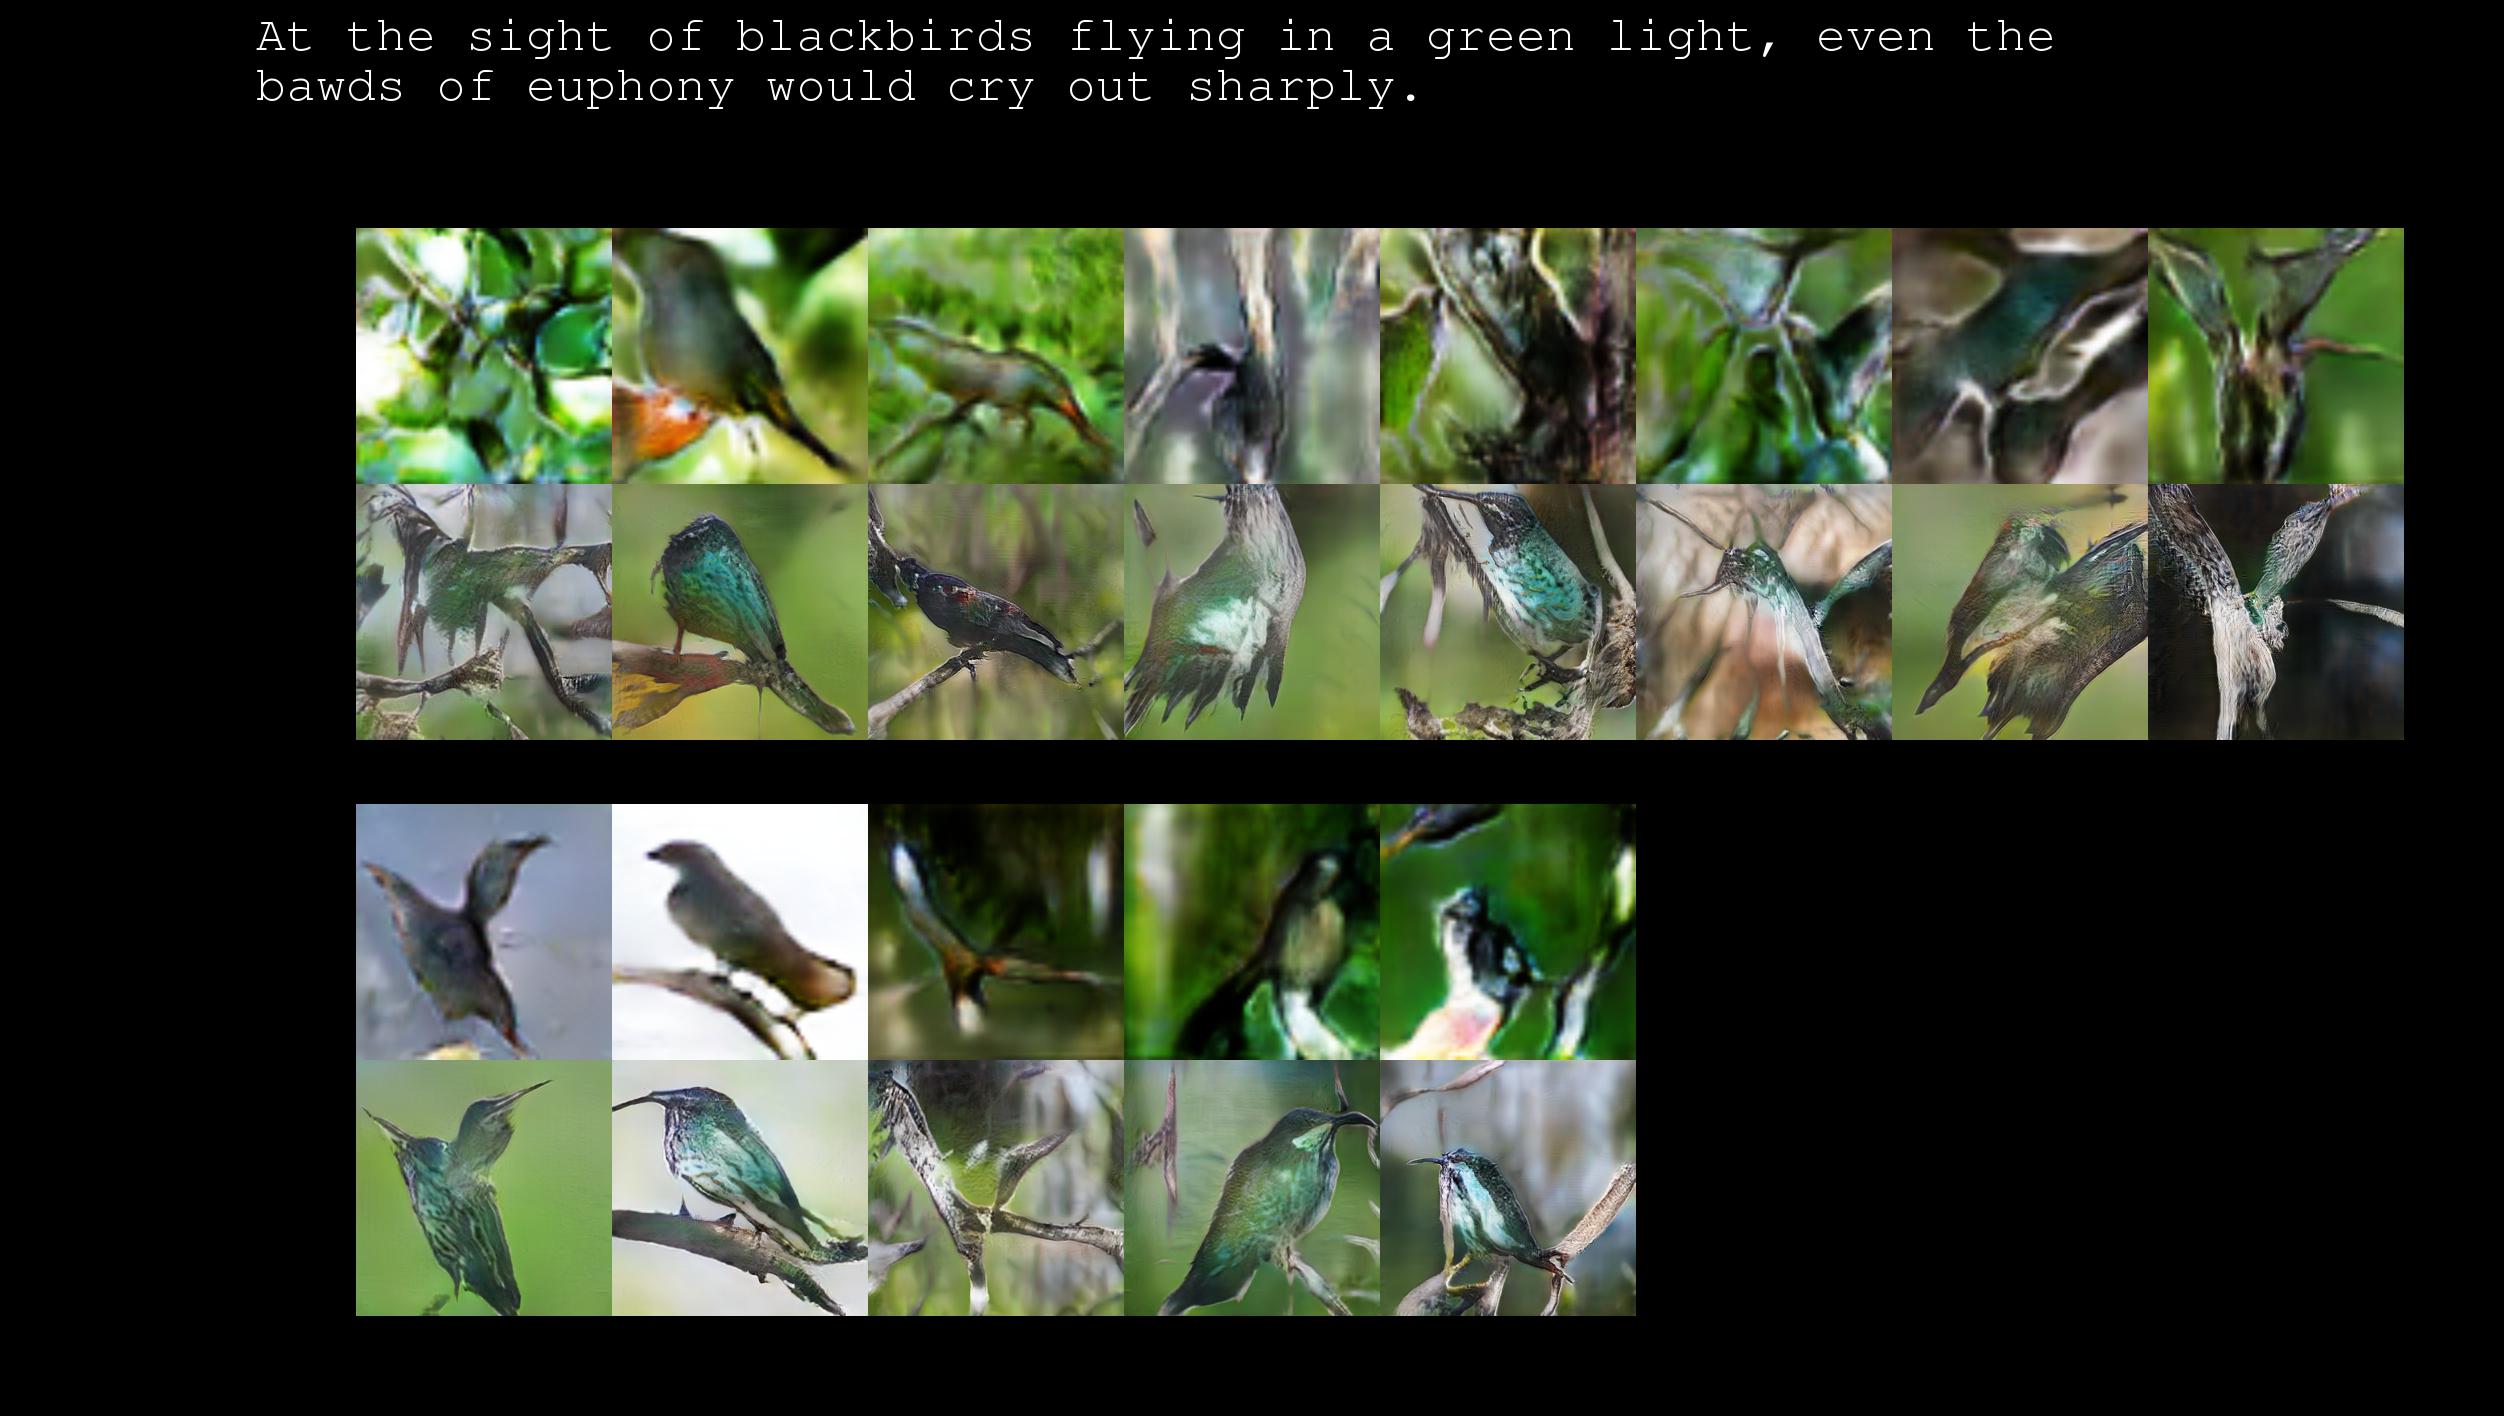 At the sight of blackbirds flying in a green light, even the
bawds of euphony would cry out sharply.